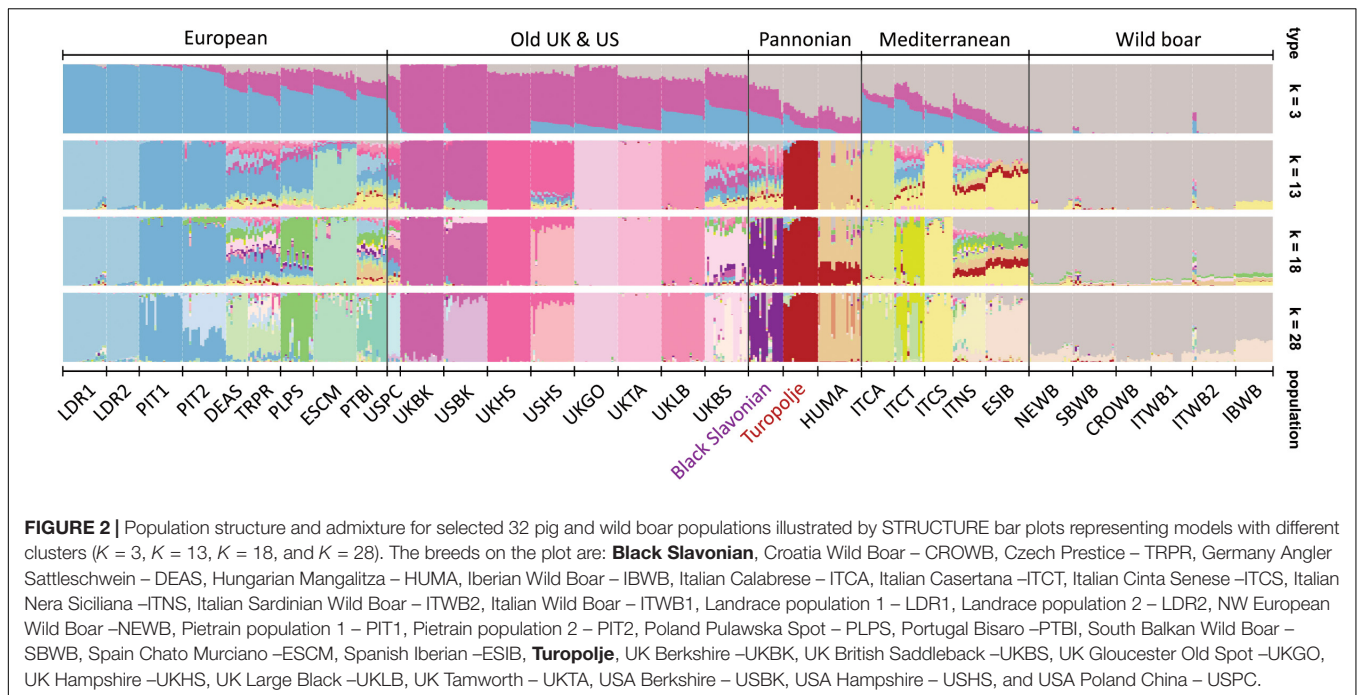 European
Old UK & US
Pannonian
Mediterranean
Wild boar
type
k = 3
k = 13
k = 18
k = 28
population
LDR1
LDR2
PIT1
PIT2
DEAS
TRPR
PLPS
ESCM
PTBI
USPC
UKBK
USBK
UKHS
USHS
UKGO
UKTA
UKLB
UKBS
Black Slavonian
Turopolje
HUMA
ITCA
ITCT
ITCS
ITNS
ESIB
NEWB
SBWB
CROWB
ITWB1
ITWB2
IBWB
FIGURE 2 | Population structure and admixture for selected 32 pig and wild boar populations illustrated by STRUCTURE bar plots representing models with different
clusters (K = 3, K = 13, K = 18, and K = 28). The breeds on the plot are: Black Slavonian, Croatia Wild Boar – CROWB, Czech Prestice – TRPR, Germany Angler
Sattleschwein – DEAS, Hungarian Mangalitza – HUMA, Iberian Wild Boar – IBWB, Italian Calabrese – ITCA, Italian Casertana –ITCT, Italian Cinta Senese –ITCS, Italian
Nera Siciliana –ITNS, Italian Sardinian Wild Boar – ITWB2, Italian Wild Boar – ITWB1, Landrace population 1 – LDR1, Landrace population 2 – LDR2, NW European
Wild Boar –NEWB, Pietrain population 1 – PIT1, Pietrain population 2 – PIT2, Poland Pulawska Spot – PLPS, Portugal Bisaro –PTBI, South Balkan Wild Boar –
SBWB, Spain Chato Murciano –ESCM, Spanish Iberian –ESIB, Turopolje, UK Berkshire –UKBK, UK British Saddleback –UKBS, UK Gloucester Old Spot –UKGO,
UK Hampshire –UKHS, UK Large Black –UKLB, UK Tamworth – UKTA, USA Berkshire – USBK, USA Hampshire – USHS, and USA Poland China – USPC.